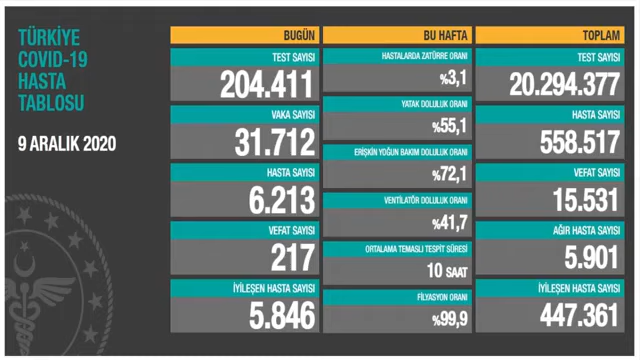 TÜRKİYE
COVID-19
HASTA
TABLOSU
9 ARALIK 2020
BUGÜN
TEST SAYISI
204.411
VAKA SAYISI
31.712
HASTA SAYISI
6.213
VEFAT SAYISI
217
İYİLEŞEN HASTA SAYISI
5.846
BU HAFTA
HASTALARDA ZATÜRRE ORANI
%3,1
YATAK DOLULUK ORANI
%55,1
ERİŞKİN YOĞUN BAKIM DOLULUK ORANI
%72,1
VENTİLATÖR DOLULUK ORANI
%41,7
ORTALAMA TEMASLI TESPİT SÜRESİ
10 SAAT
FİLYASYON ORANI
%99,9
TOPLAM
TEST SAYISI
20.294.377
HASTA SAYISI
558.517
VEFAT SAYISI
15.531
AĞIR HASTA SAYISI
5.901
İYİLEŞEN HASTA SAYISI
447.361